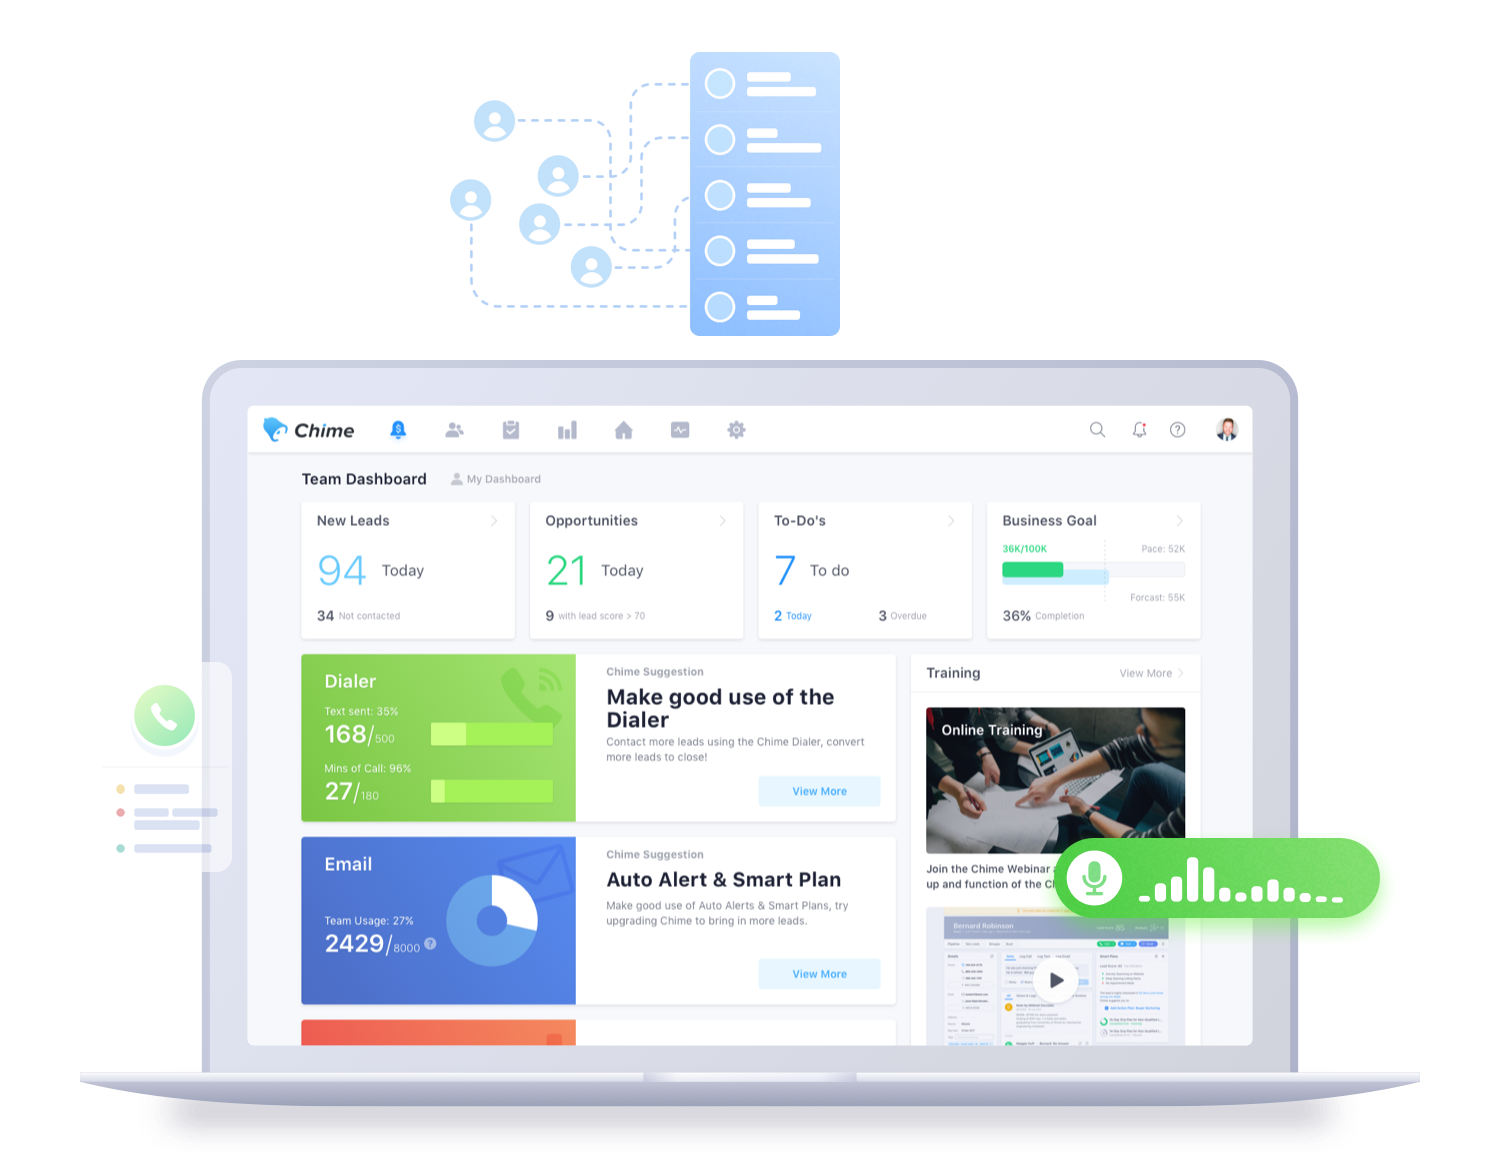 Chime
Team Dashboard
My Dashboard
New Leads
94 Today
34 Not contacted
Opportunities
21 Today
9 with lead score > 70
To-Do's
7 To do
2 Today
3 Overdue
Business Goal
36K/100K
Pace: 52K
Forcast: 55K
36% Completion
Dialer
Text sent: 35%
168/500
Mins of Call: 96%
27/180
Chime Suggestion
Make good use of the
Dialer
Contact more leads using the Chime Dialer, convert
more leads to close!
View More
Email
Team Usage: 27%
2429/8000 ?
Chime Suggestion
Auto Alert & Smart Plan
Make good use of Auto Alerts & Smart Plans, try
upgrading Chime to bring in more leads.
View More
Training
View More
Online Training
Join the Chime Webinar
up and function of the
Bernard Robinson